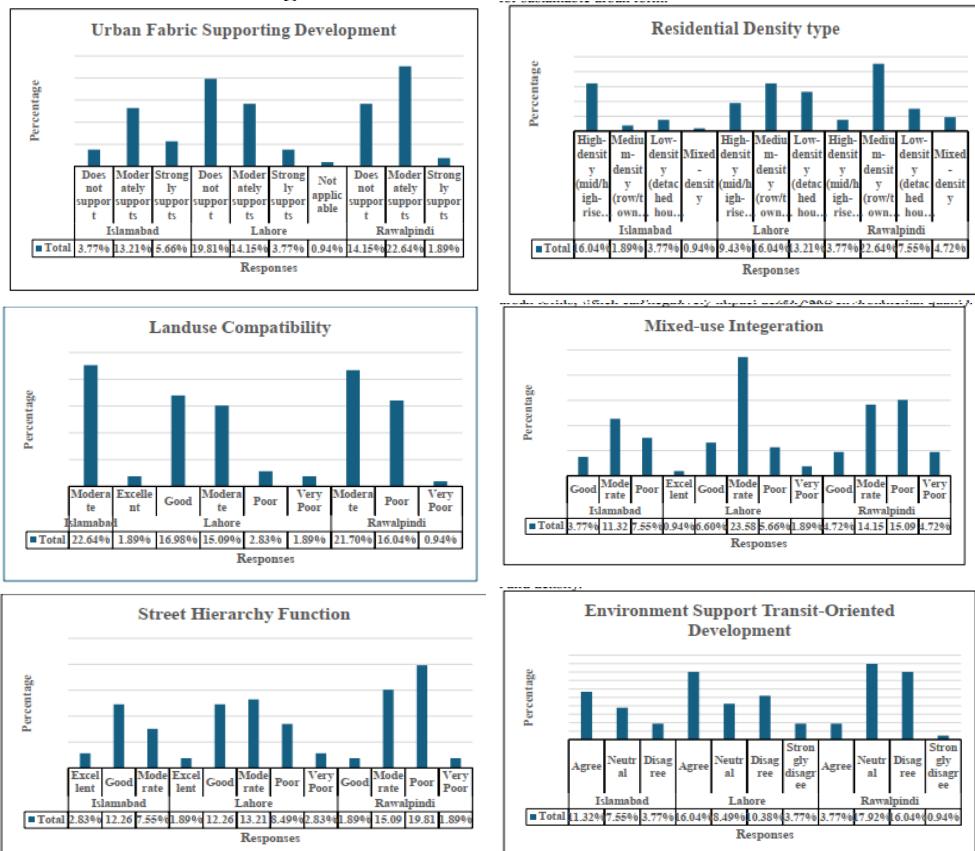 Urban Fabric Supporting Development
Percentage
Does not support
Moderately supports
Strongly supports
Does not support
Moderately supports
Strongly supports
Not applicable
Does not support
Moderately supports
Strongly supports
Islamabad
Lahore
Rawalpindi
Total 3.77% 13.21% 5.66% 19.81% 14.15% 3.77% 0.94% 14.15% 22.64% 1.89%
Responses
Residential Density type
Percentage
High-density (mid/high-rise...
Medium-density (row/town...
Low-density (detached hou...
Mixed-density
High-density (mid/high-rise...
Medium-density (row/town...
Low-density (detached hou...
High-density (mid/high-rise...
Medium-density (row/town...
Low-density (detached hou...
Mixed-density
Islamabad
Lahore
Rawalpindi
Total 16.04% 1.89% 3.77% 0.94% 9.43% 16.04% 13.21% 3.77% 22.64% 7.55% 4.72%
Responses
Landuse Compatibility
Percentage
Moderate
Excellent
Good
Moderate
Poor
Very Poor
Moderate
Poor
Very Poor
Islamabad
Lahore
Rawalpindi
Total 22.64% 1.89% 16.98% 15.09% 2.83% 1.89% 21.70% 16.04% 0.94%
Responses
Mixed-use Integeration
Percentage
Good
Moderate
Poor
Excellent
Good
Moderate
Poor
Very Poor
Good
Moderate
Poor
Very Poor
Islamabad
Lahore
Rawalpindi
Total 3.77% 11.32 7.55% 0.94% 6.60% 23.58 5.66% 1.89% 4.72% 14.15 15.09 4.72%
Responses
Street Hierarchy Function
Percentage
Excellent
Good
Moderate
Excellent
Good
Moderate
Poor
Very Poor
Good
Moderate
Poor
Very Poor
Islamabad
Lahore
Rawalpindi
Total 2.83% 12.26 7.55% 1.89% 12.26 13.21 8.49% 2.83% 1.89% 15.09 19.81 1.89%
Responses
Environment Support Transit-Oriented
Development
Percentage
Agree
Neutral
Disagree
Agree
Neutral
Disagree
Strongly disagree
Agree
Neutral
Disagree
Strongly disagree
Islamabad
Lahore
Rawalpindi
Total 11.32% 7.55% 3.77% 16.04% 8.49% 10.38% 3.77% 3.77% 17.92% 16.04% 0.94%
Responses